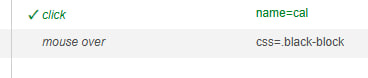 ✓ click name=cal
mouse over css=.black-block